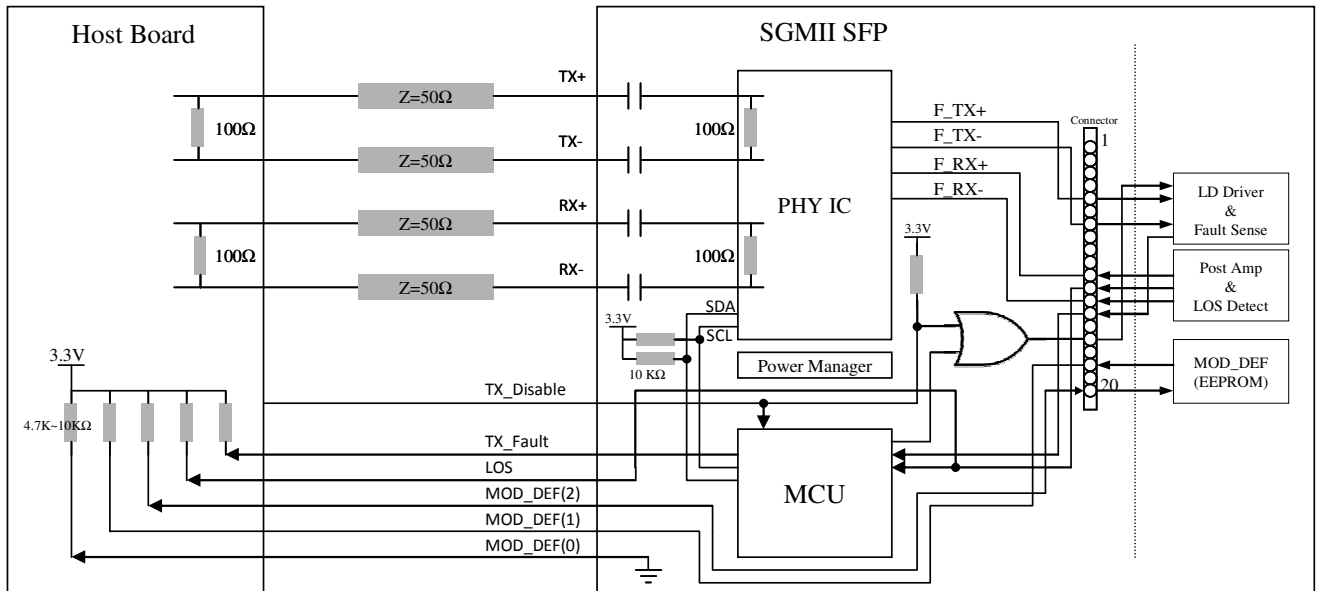 Host Board
SGMII SFP
TX+
Z=50Ω
100Ω
100Ω
TX-
Z=50Ω
RX+
Z=50Ω
100Ω
100Ω
RX-
Z=50Ω
PHY IC
F_TX+
F_TX-
F_RX+
F_RX-
Connector
1
20
LD Driver
&
Fault Sense
Post Amp
&
LOS Detect
MOD_DEF
(EEPROM)
3.3V
3.3V
SDA
SCL
10 KΩ
Power Manager
3.3V
4.7K~10KΩ
TX_Disable
TX_Fault
LOS
MOD_DEF(2)
MOD_DEF(1)
MOD_DEF(0)
MCU